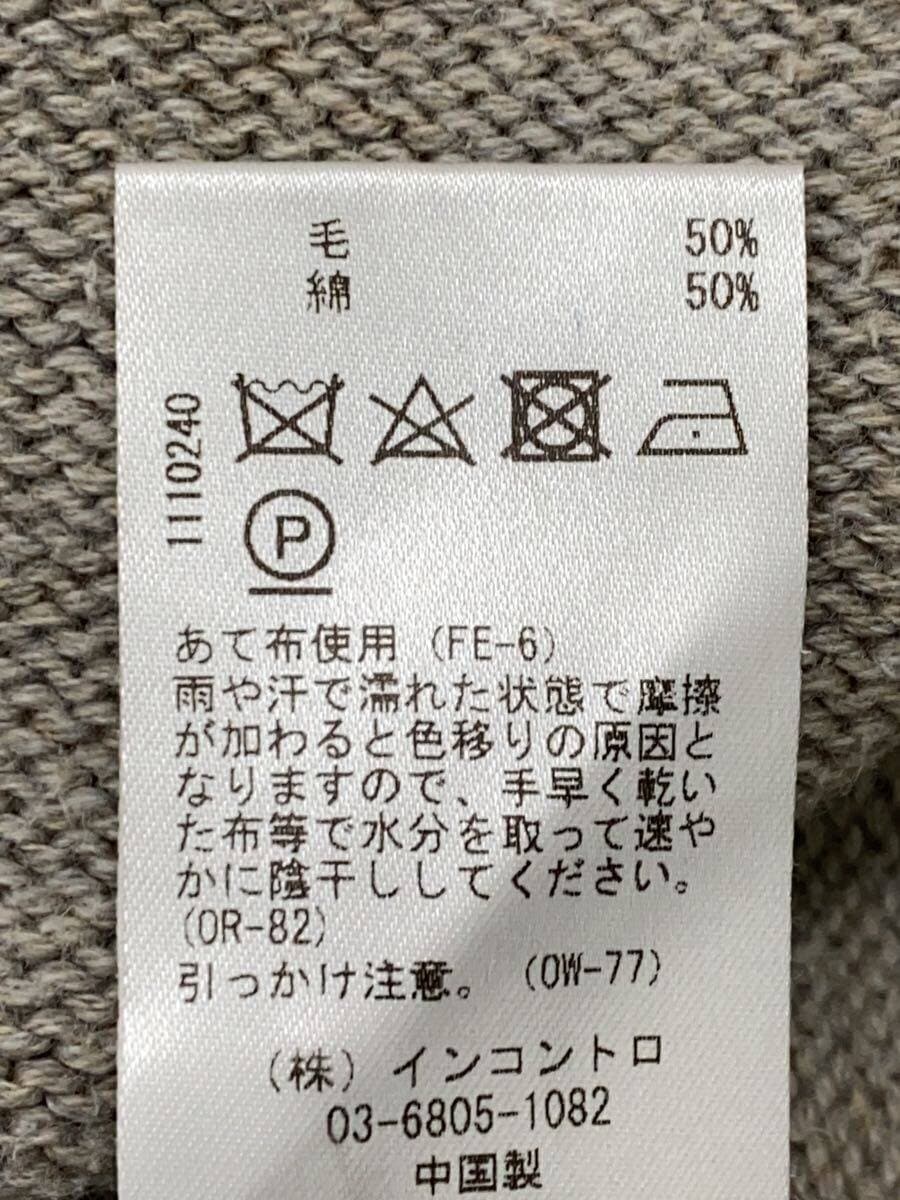 毛 50%
綿 50%
1110240
P
あて布使用 (FE-6)
雨や汗で濡れた状態で摩擦
が加わると色移りの原因と
なりますので、手早く乾い
た布等で水分を取って速や
かに陰干ししてください。
(OR-82)
引っかけ注意。 (OW-77)
(株) インコントロ
03-6805-1082
中国製